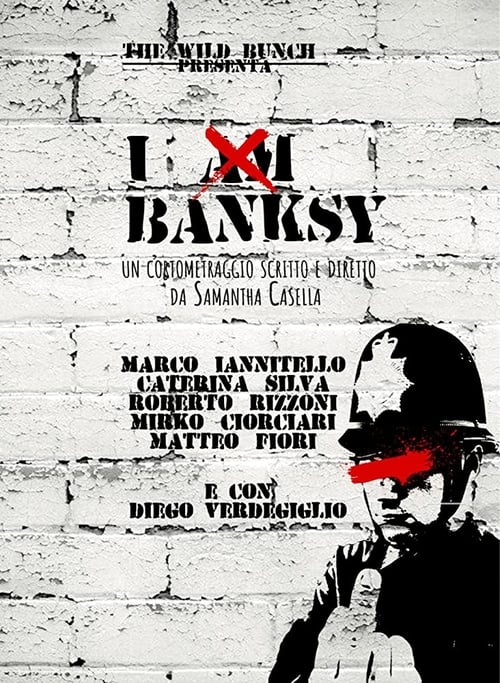 THE WILD BUNCH
PRESENTA
I AM
BANKSY
UN CORTOMETRAGGIO SCRITTO E DIRETTO
DA SAMANTHA CASELLA
MARCO IANNITELLO
CATERINA SILVA
ROBERTO RIZZONI
MIRKO CIORCIARI
MATTEO FIORI
E CON
DIEGO VERDEGIGLIO